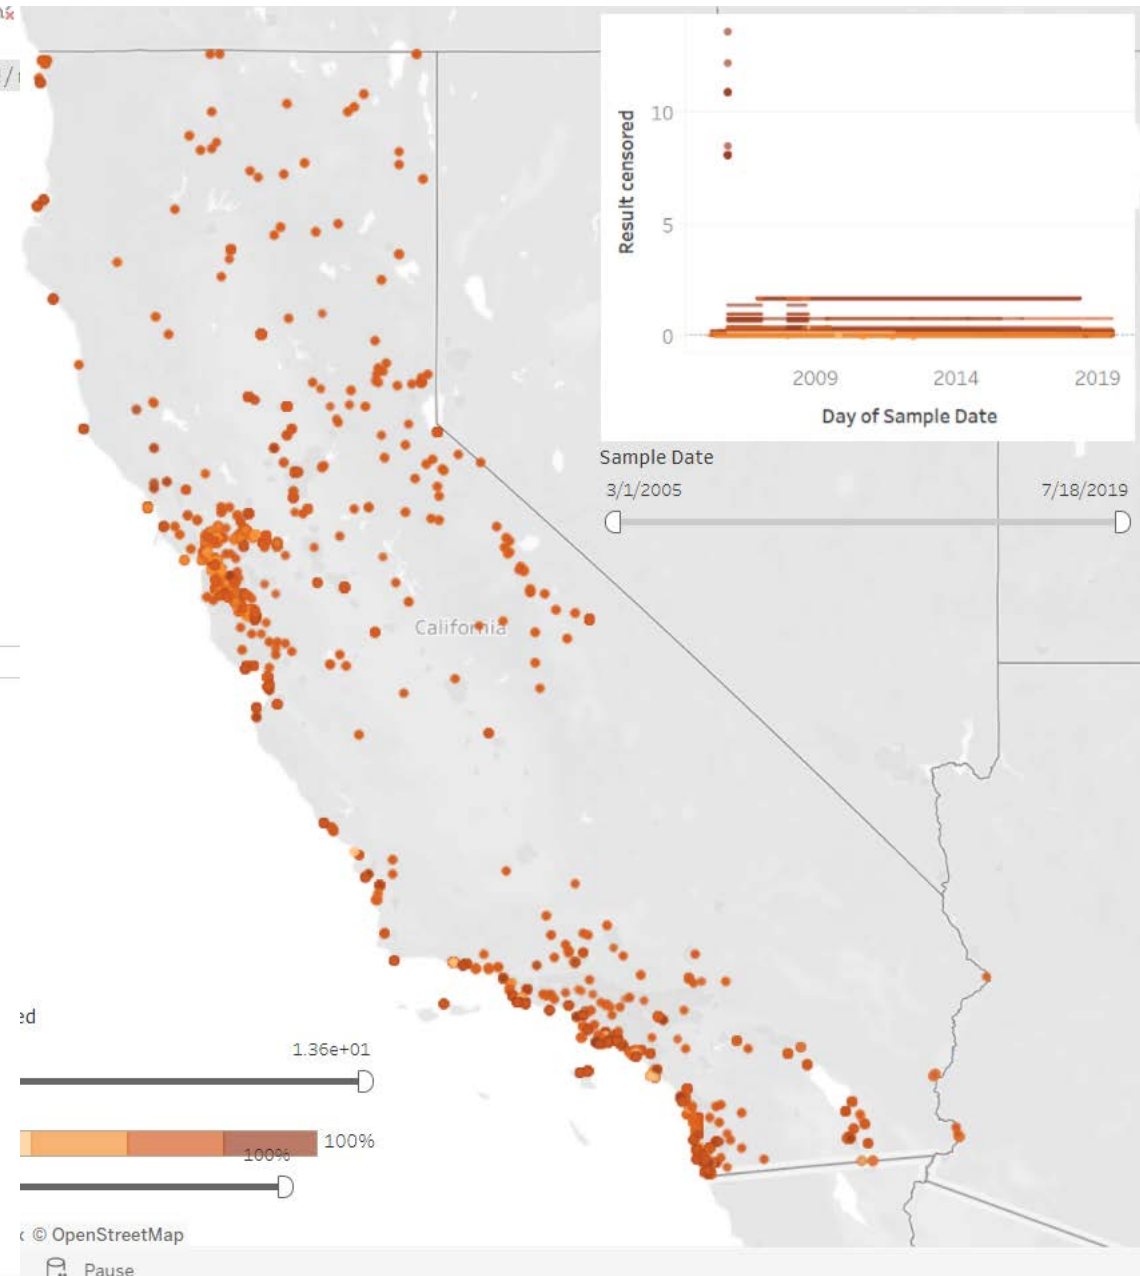 10
5
0
Result censored
2009 2014 2019
Day of Sample Date
Sample Date
3/1/2005 7/18/2019
California
ed
1.36e+01
100%
100%
© OpenStreetMap
Pause